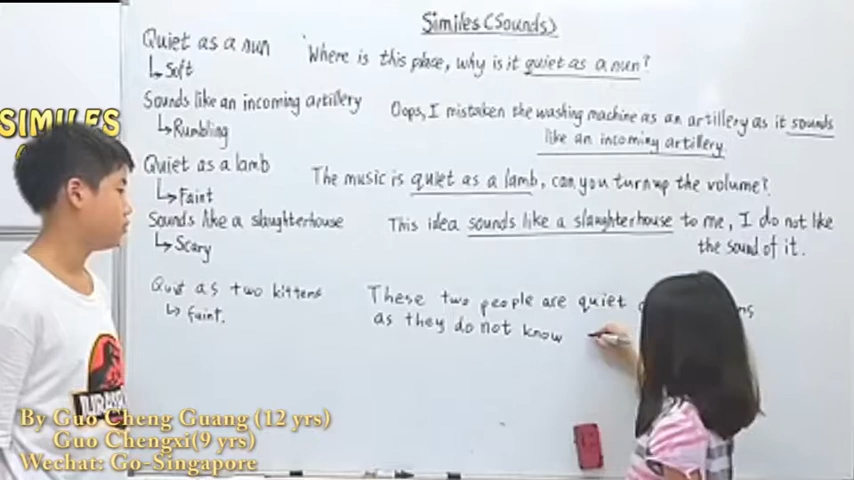 Similes (Sounds)
Quiet as a nun
Where is this place, why is it quiet as a nun?
↳ Soft
Sounds like an incoming artillery
Oops, I mistaken the washing machine as an artillery as it sounds
like an incoming artillery.
↳ Rumbling
Quiet as a lamb
The music is quiet as a lamb, can you turn up the volume?
↳ Faint
Sounds like a slaughterhouse
This idea sounds like a slaughterhouse to me, I do not like
the sound of it.
↳ Scary
Quiet as two kittens
These two people are quiet
↳ faint.
as they do not know
SIMILES
By Guo Cheng Guang (12 yrs)
Guo Chengxi(9 yrs)
Wechat: Go-Singapore